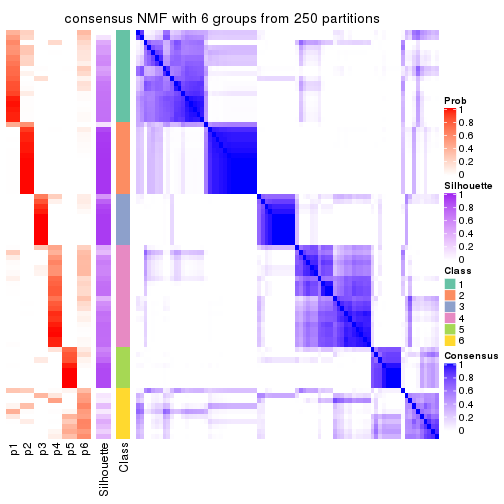 consensus NMF with 6 groups from 250 partitions
Prob
1
0.8
0.6
0.4
0.2
0
Silhouette
1
0.8
0.6
0.4
0.2
0
Class
1
2
3
4
5
6
Consensus
1
0.8
0.6
0.4
0.2
0
p1
p2
p3
p4
p5
p6
Silhouette
Class